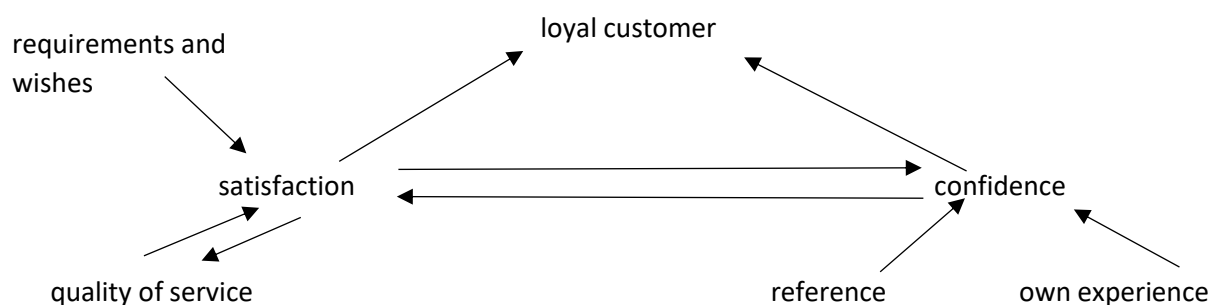 loyal customer
requirements and
wishes
satisfaction
confidence
quality of service
reference
own experience